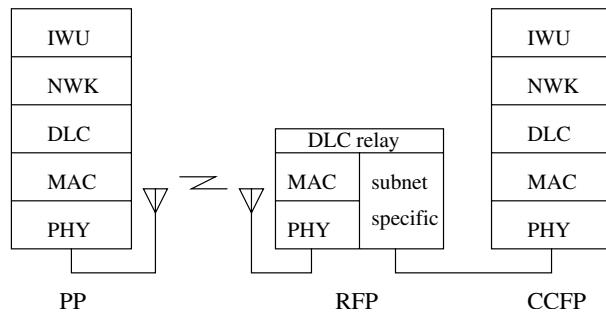 IWU
NWK
DLC
MAC
PHY
PP
DLC relay
MAC
PHY
subnet
specific
RFP
IWU
NWK
DLC
MAC
PHY
CCFP